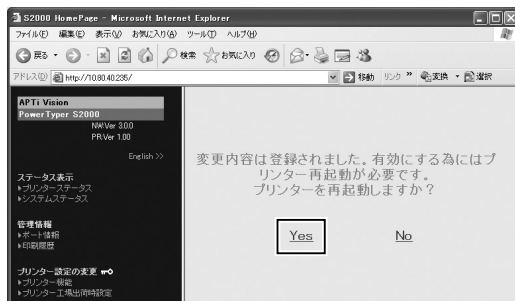 S2000 HomePage - Microsoft Internet Explorer
ファイル(F) 編集(E) 表示(V) お気に入り(A) ツール(T) ヘルプ(H)
戻る 検索 お気に入り
アドレス(D) http://10.80.40.235/ 移動 リンク » 変換 選択
APTi Vision
PowerTyper S2000
NW.Ver 3.0.0
PR.Ver 1.00
English >>
ステータス表示
プリンターステータス
システムステータス
管理情報
ポート情報
印刷履歴
プリンター設定の変更
プリンター機能
プリンター工場出荷時設定
変更内容は登録されました。有効にする為にはプ
リンター再起動が必要です。
プリンターを再起動しますか？
Yes No